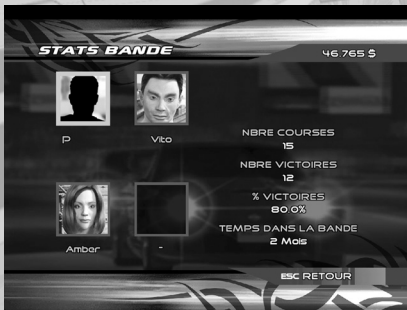 STATS BANDE
46.765 $
P
Vito
NBRE COURSES
15
NBRE VICTOIRES
12
% VICTOIRES
80.0%
TEMPS DANS LA BANDE
2 Mois
Amber
-
ESC RETOUR